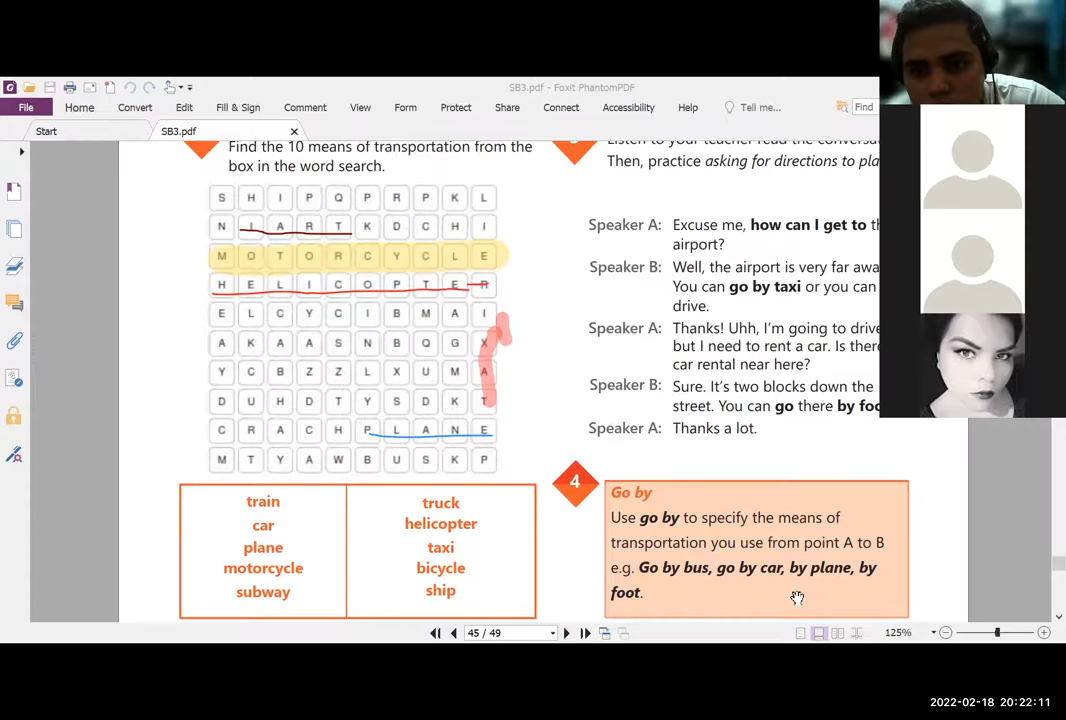 SB3.pdf - Foxit PhantomPDF
File Home Convert Edit Fill & Sign Comment View Form Protect Share Connect Accessibility Help Tell me... Find
Start SB3.pdf
Find the 10 means of transportation from the
box in the word search.
S H I P Q P R P K L
N I A R T K D C H I
M O T O R C Y C L E
H E L I C O P T E R
E L C Y C I B M A I
A K A A S N B Q G X
Y C B Z Z L X U M A
D U H D T Y S D K T
C R A C H P L A N E
M T Y A W B U S K P
train truck
car helicopter
plane taxi
motorcycle bicycle
subway ship
Listen to your teacher read the
Then, practice asking for directions to
Speaker A: Excuse me, how can I get to
airport?
Speaker B: Well, the airport is very far
You can go by taxi or you can
drive.
Speaker A: Thanks! Uhh, I'm going to
but I need to rent a car. Is
car rental near here?
Speaker B: Sure. It's two blocks down the
street. You can go there by
Speaker A: Thanks a lot.
4
Go by
Use go by to specify the means of
transportation you use from point A to B
e.g. Go by bus, go by car, by plane, by
foot.
45 / 49 125%
2022-02-18 20:22:11